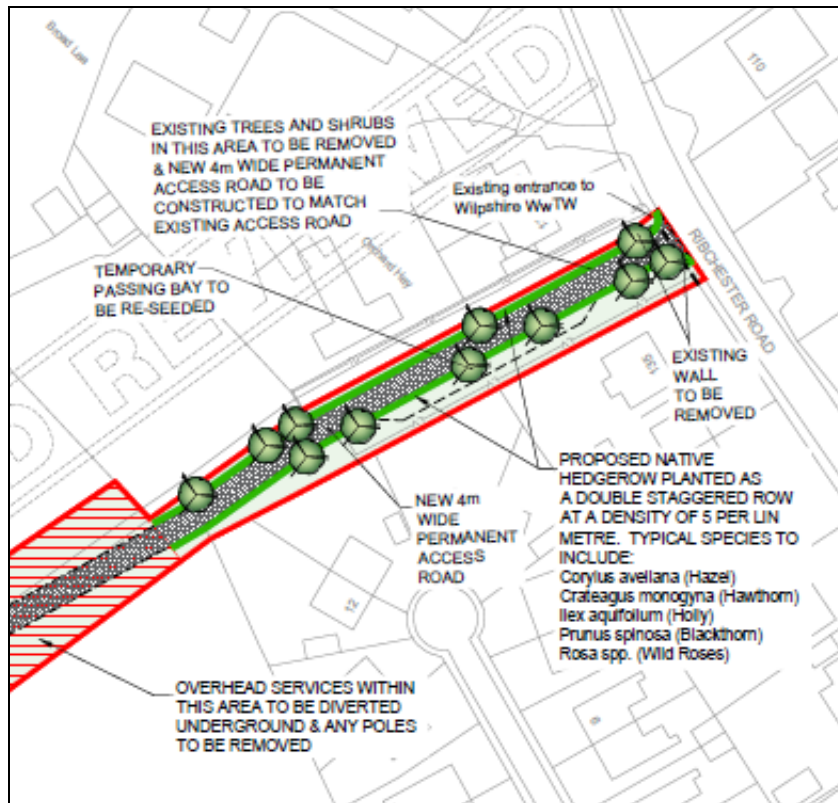 Broad Lea
110
EXISTING TREES AND SHRUBS
IN THIS AREA TO BE REMOVED
& NEW 4m WIDE PERMANENT
ACCESS ROAD TO BE
CONSTRUCTED TO MATCH
EXISTING ACCESS ROAD
Existing entrance to
Wilpshire WwTW
RIBCHESTER ROAD
Orchard Hey
TEMPORARY
PASSING BAY TO
BE RE-SEEDED
136
EXISTING
WALL
TO BE
REMOVED
NEW 4m
WIDE
PERMANENT
ACCESS
ROAD
PROPOSED NATIVE
HEDGEROW PLANTED AS
A DOUBLE STAGGERED ROW
AT A DENSITY OF 5 PER LIN
METRE. TYPICAL SPECIES TO
INCLUDE:
Corylus avellana (Hazel)
Crateagus monogyna (Hawthorn)
Ilex aquifolium (Holly)
Prunus spinosa (Blackthorn)
Rosa spp. (Wild Roses)
12
OVERHEAD SERVICES WITHIN
THIS AREA TO BE DIVERTED
UNDERGROUND & ANY POLES
TO BE REMOVED